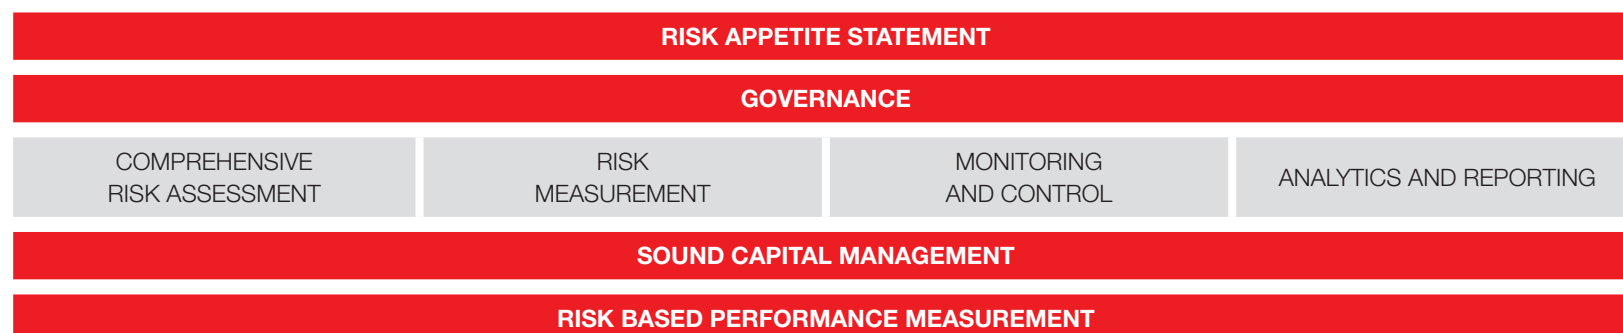 RISK APPETITE STATEMENT
GOVERNANCE
COMPREHENSIVE
RISK ASSESSMENT
RISK
MEASUREMENT
MONITORING
AND CONTROL
ANALYTICS AND REPORTING
SOUND CAPITAL MANAGEMENT
RISK BASED PERFORMANCE MEASUREMENT